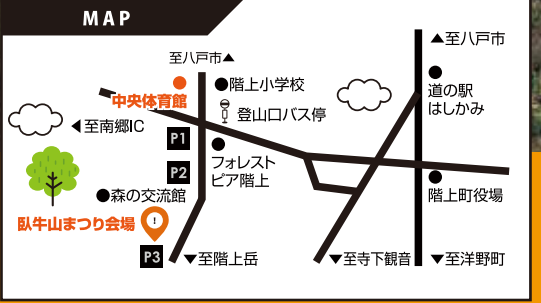 MAP
至八戸市▲
▲至八戸市
●階上小学校
中央体育館
登山口バス停
道の駅
はしかみ
◀至南郷IC
P1
フォレスト
ピア階上
P2
●森の交流館
階上町役場
臥牛山まつり会場
!
P3
▼至階上岳
▼至寺下観音
▼至洋野町